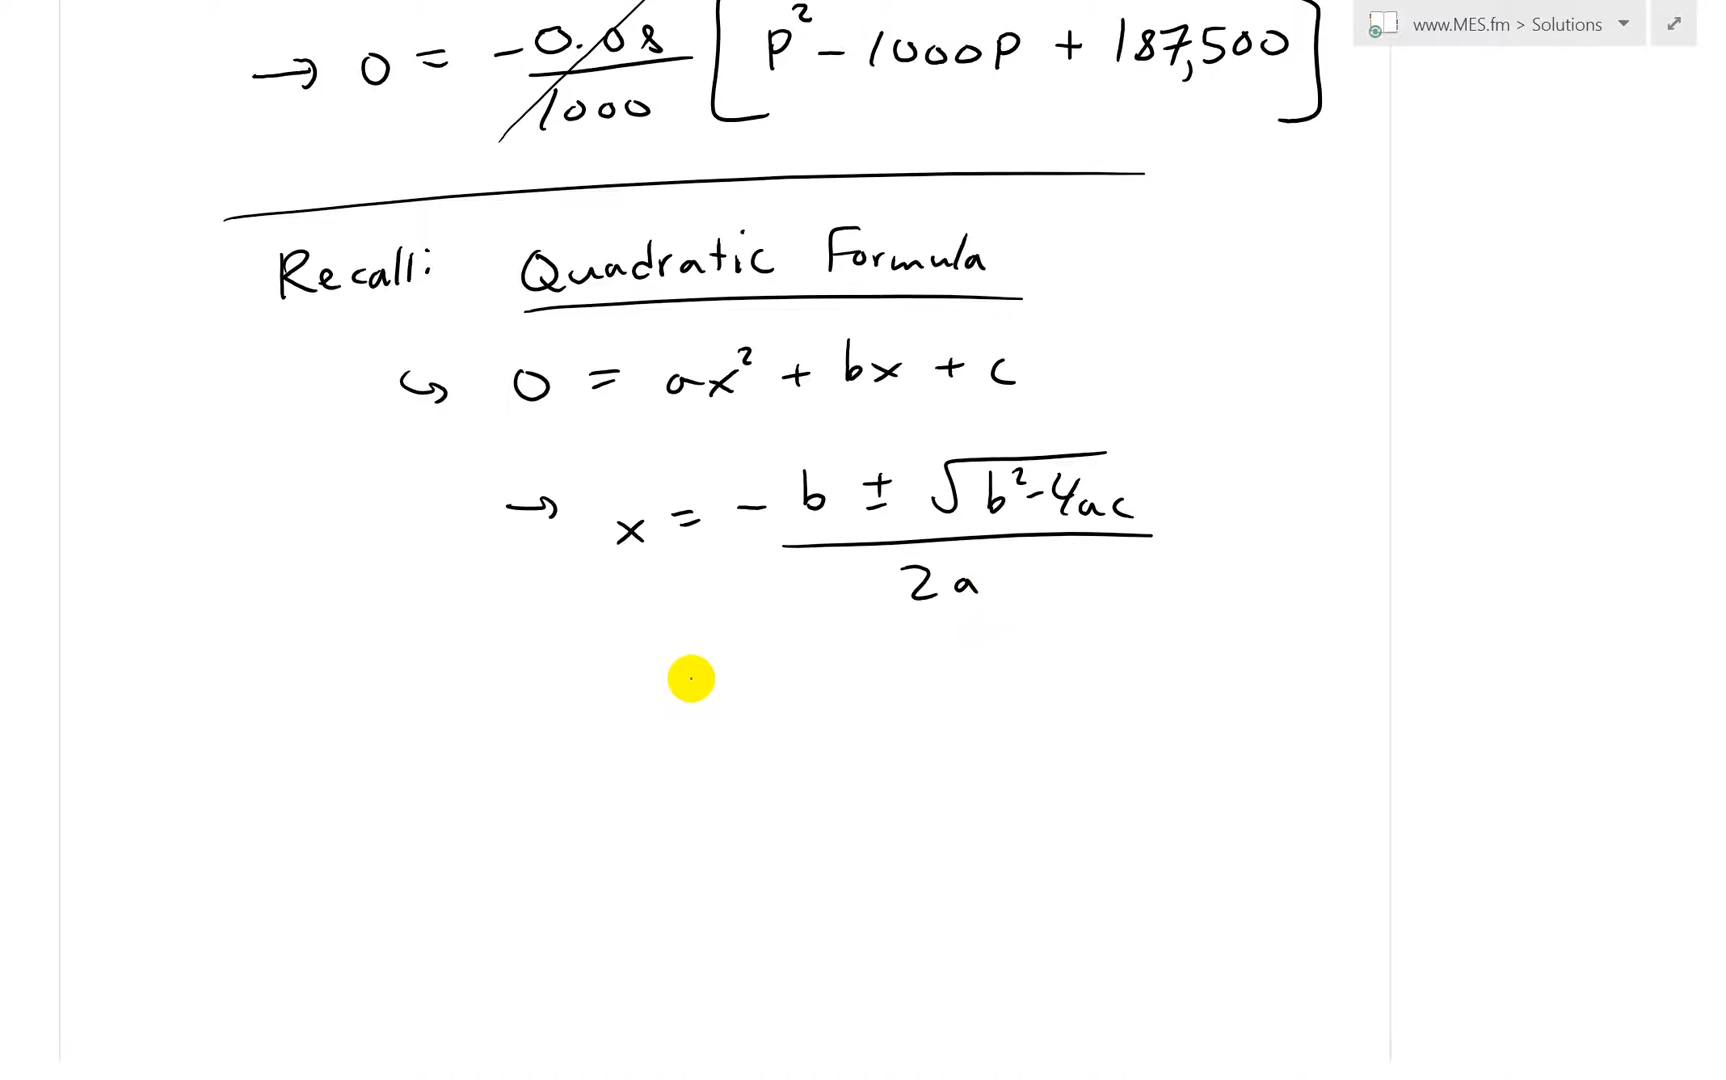 www.MES.fm > Solutions
→ 0 = -0.08/1000 [p² - 1000p + 187,500]
Recall: Quadratic Formula
↪ 0 = ax² + bx + c
→ x = - b ± √b²-4ac / 2a